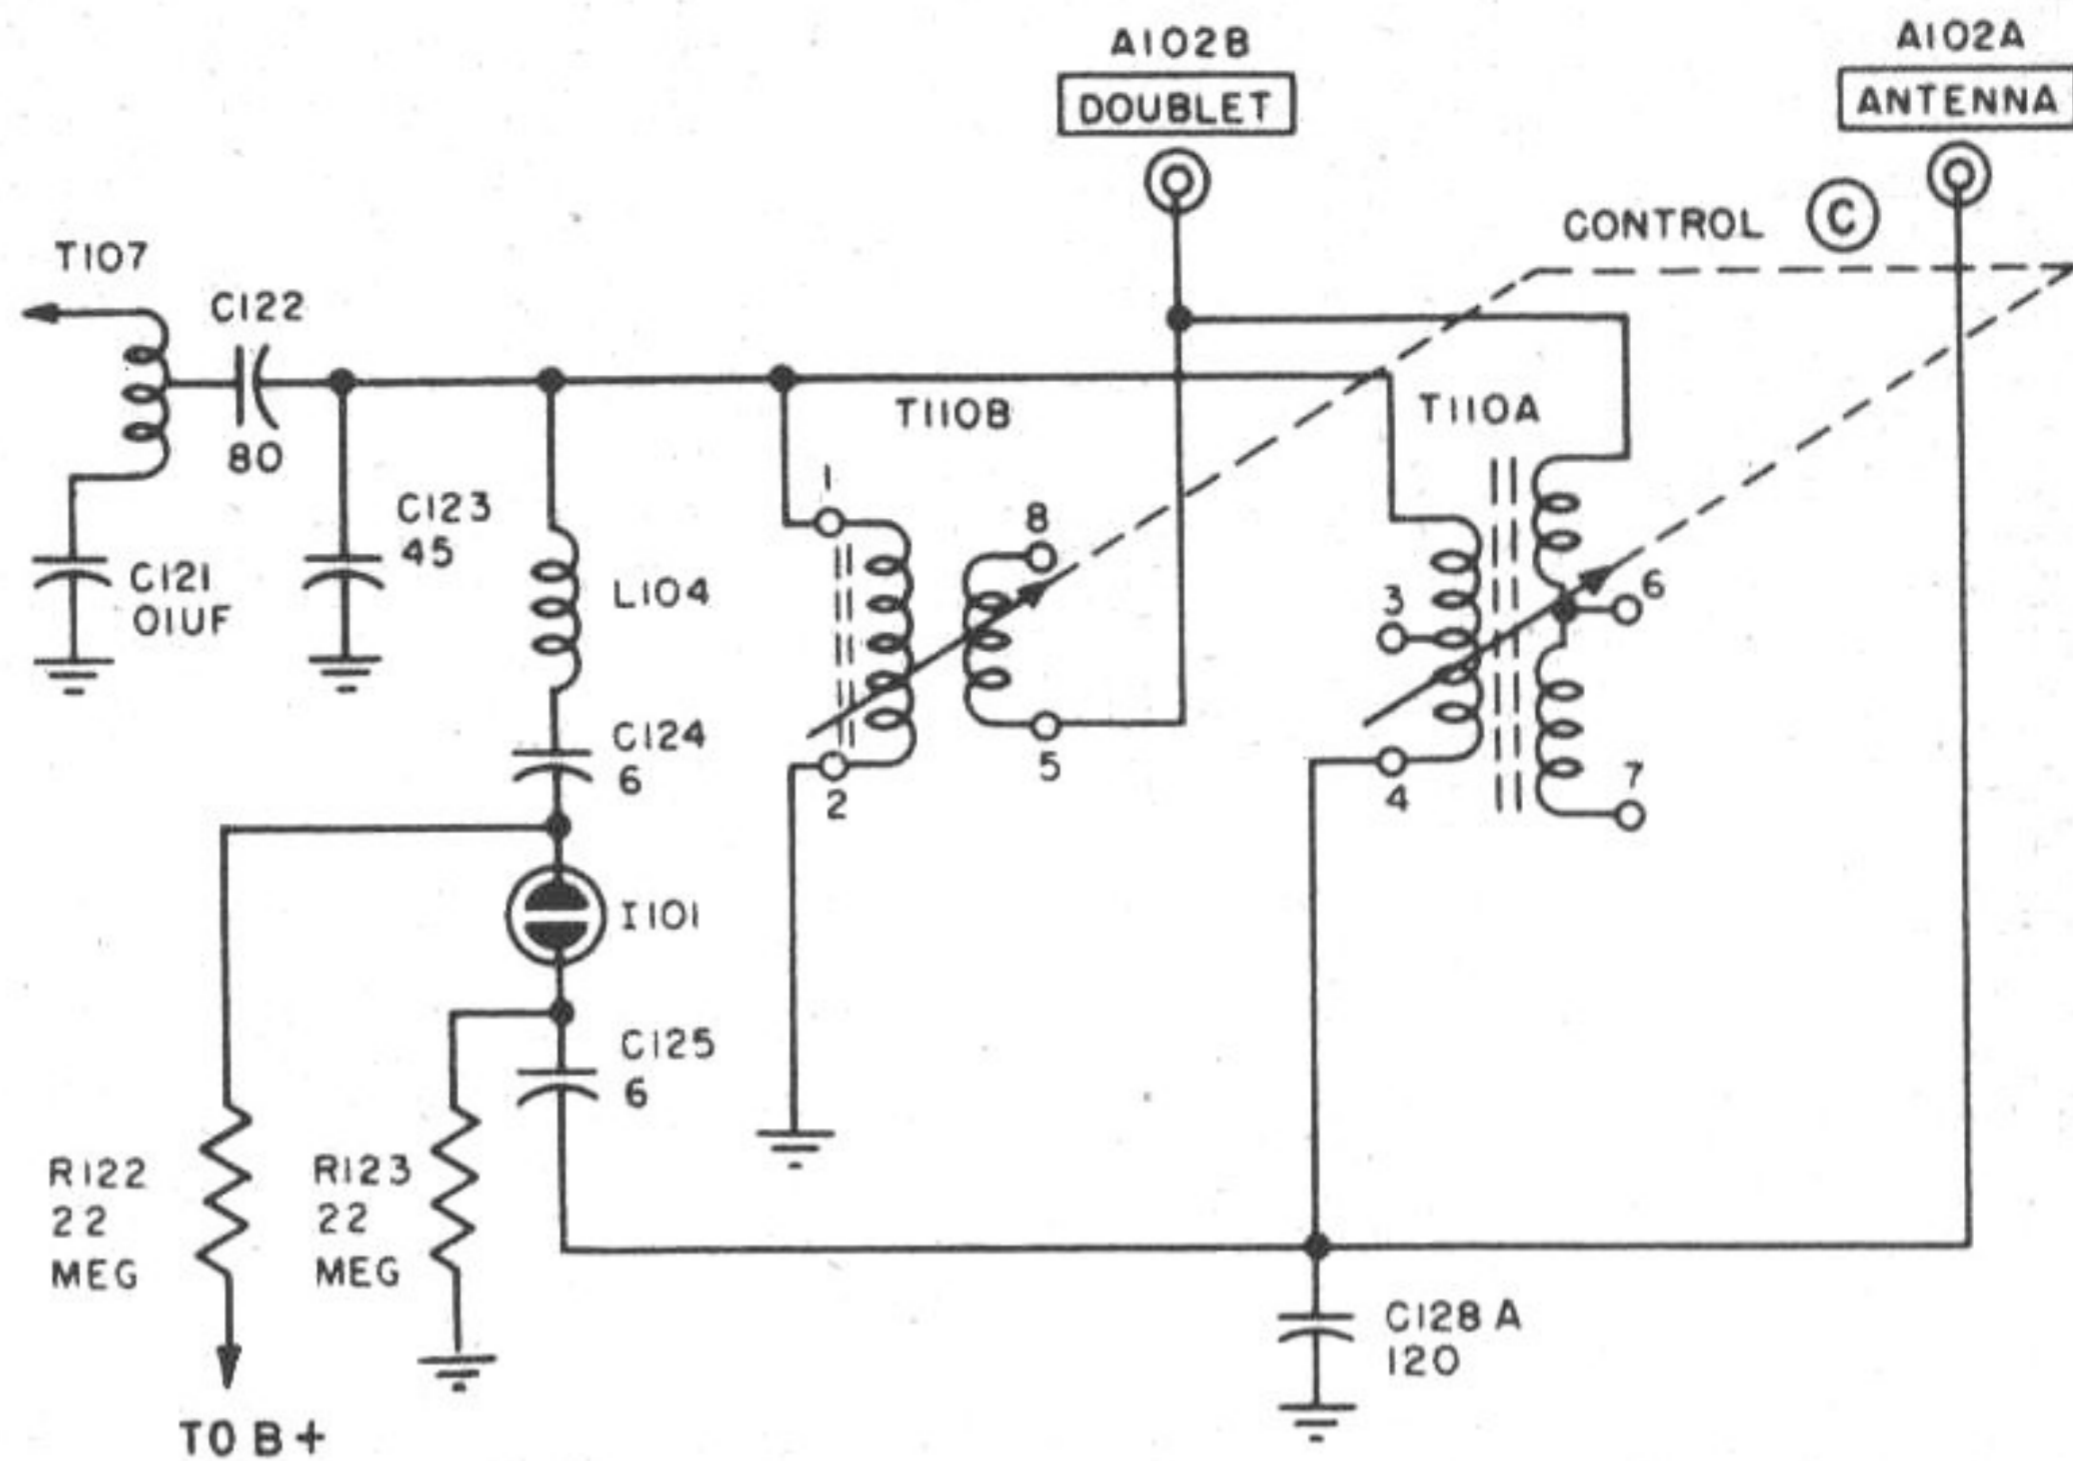 A102B
DOUBLET
A102A
ANTENNA
CONTROL C
T107
C122
80
C121
01UF
C123
45
L104
C124
6
I101
C125
6
R122
22
MEG
R123
22
MEG
TO B+
T110B
1
2
8
5
T110A
3
4
6
7
C128A
120